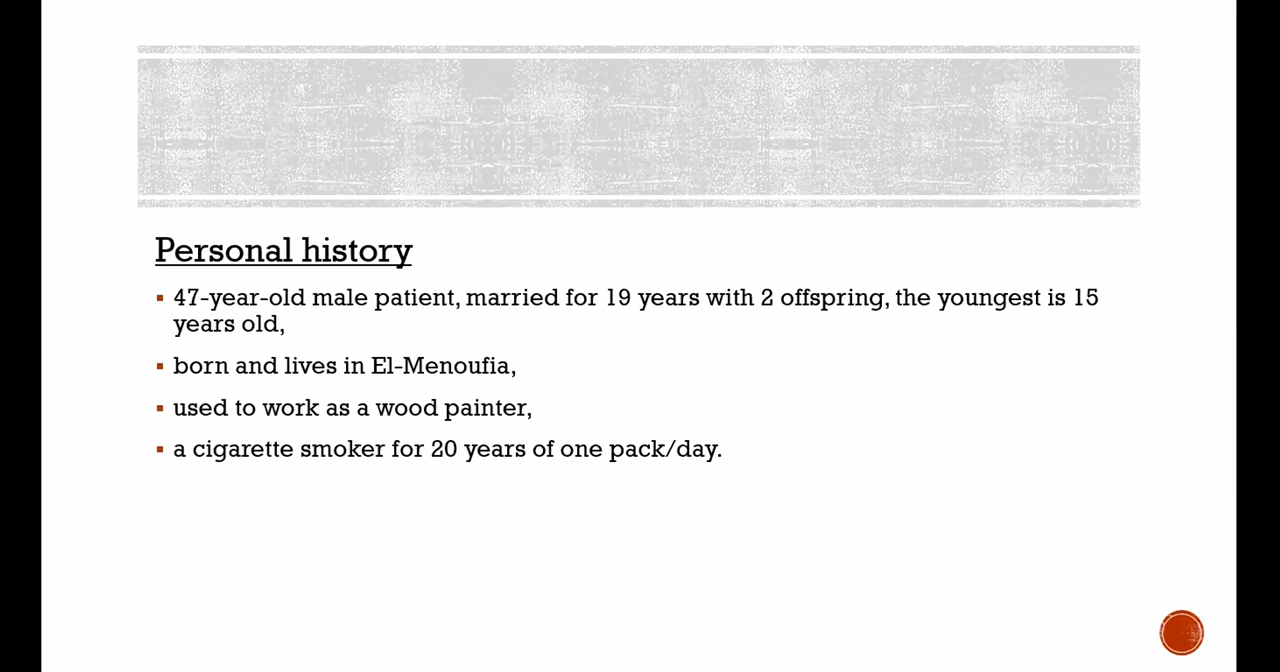 Personal history
▪ 47-year-old male patient, married for 19 years with 2 offspring, the youngest is 15
years old,
▪ born and lives in El-Menoufia,
▪ used to work as a wood painter,
▪ a cigarette smoker for 20 years of one pack/day.